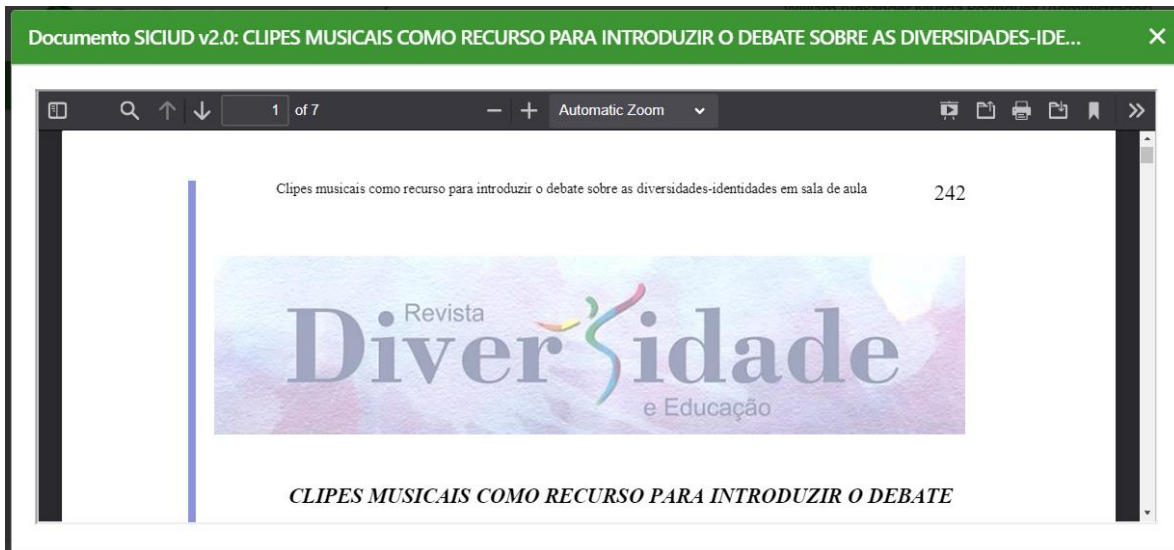 Documento SICIUD v2.0: CLIPES MUSICAIS COMO RECURSO PARA INTRODUZIR O DEBATE SOBRE AS DIVERSIDADES-IDE...
1 of 7
Automatic Zoom
Clipes musicais como recurso para introduzir o debate sobre as diversidades-identidades em sala de aula 242
Revista
Diversidade
e Educação
CLIPES MUSICAIS COMO RECURSO PARA INTRODUZIR O DEBATE